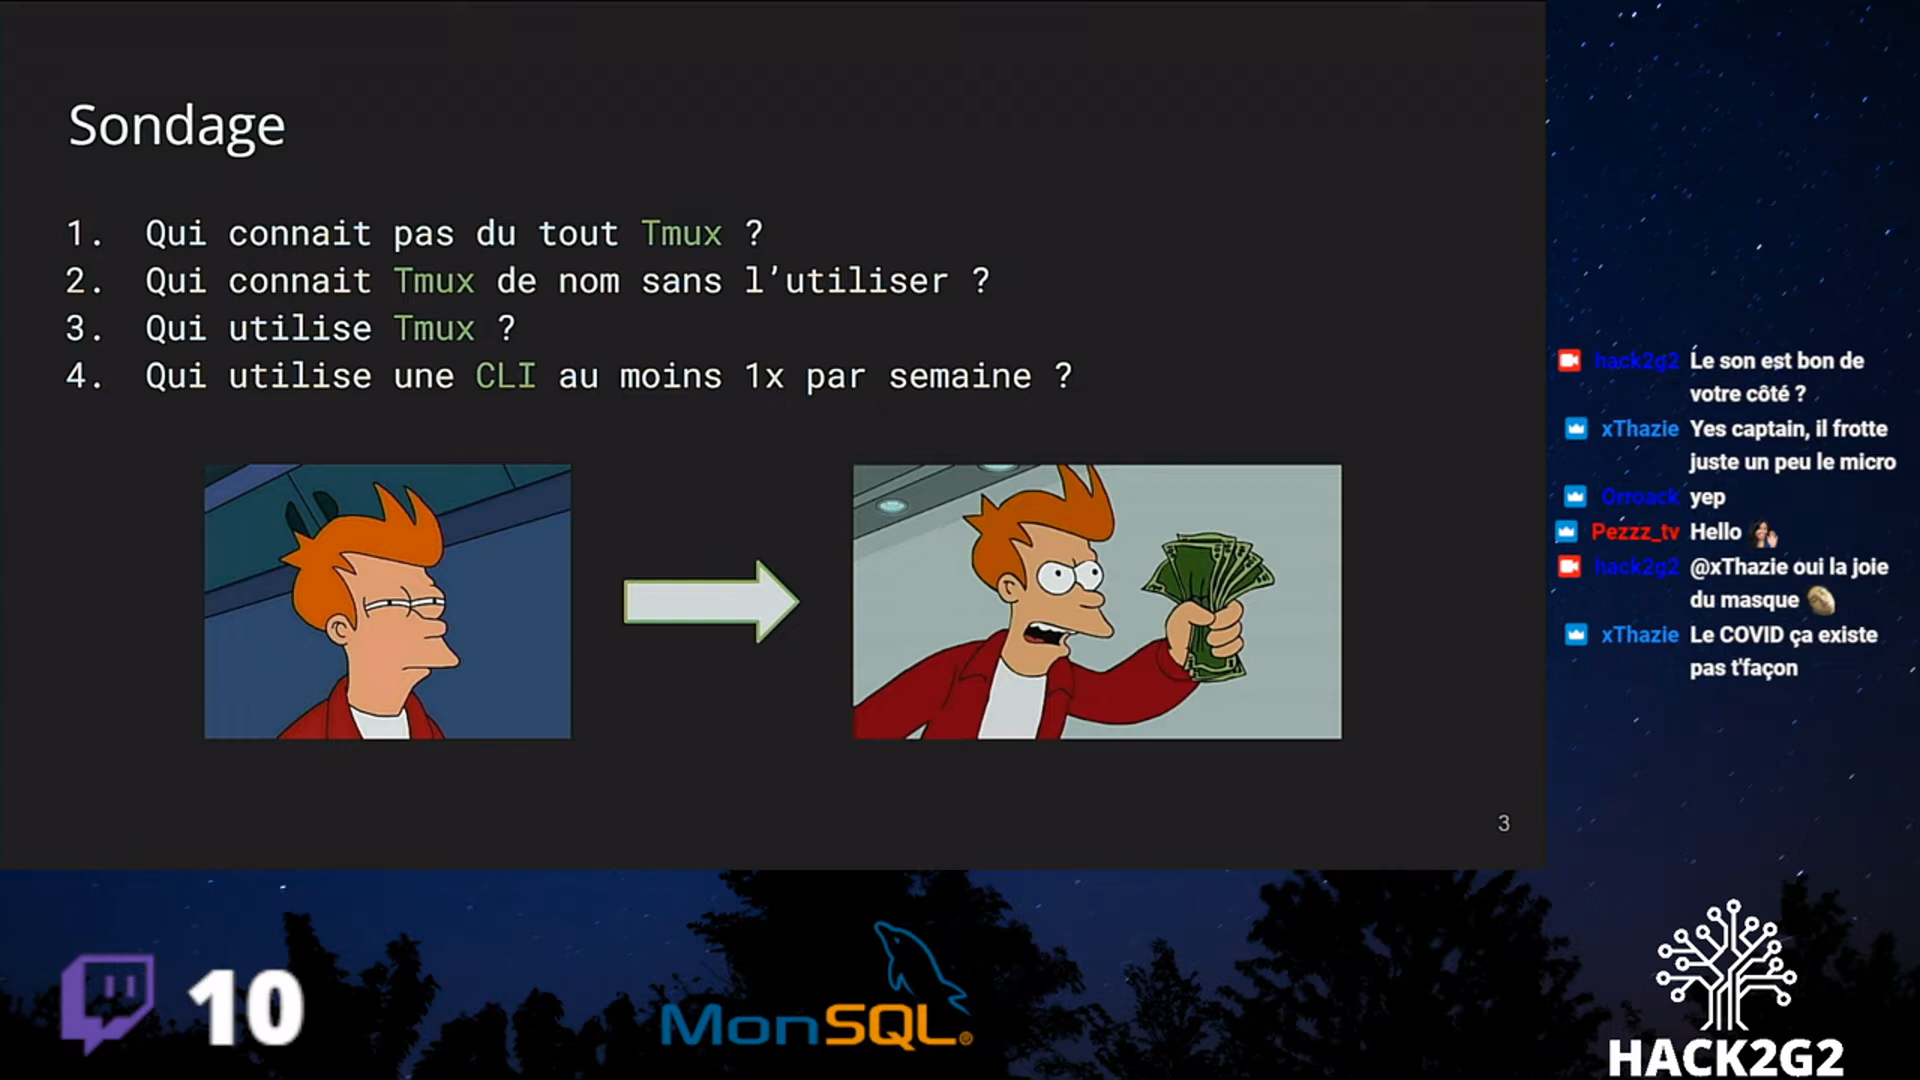 Sondage
1. Qui connait pas du tout Tmux ?
2. Qui connait Tmux de nom sans l’utiliser ?
3. Qui utilise Tmux ?
4. Qui utilise une CLI au moins 1x par semaine ?
3
hack2g2 Le son est bon de
votre côté ?
xThazie Yes captain, il frotte
juste un peu le micro
Orroack yep
Pezzz_tv Hello
hack2g2 @xThazie oui la joie
du masque
xThazie Le COVID ça existe
pas t'façon
10
MonSQL®
HACK2G2